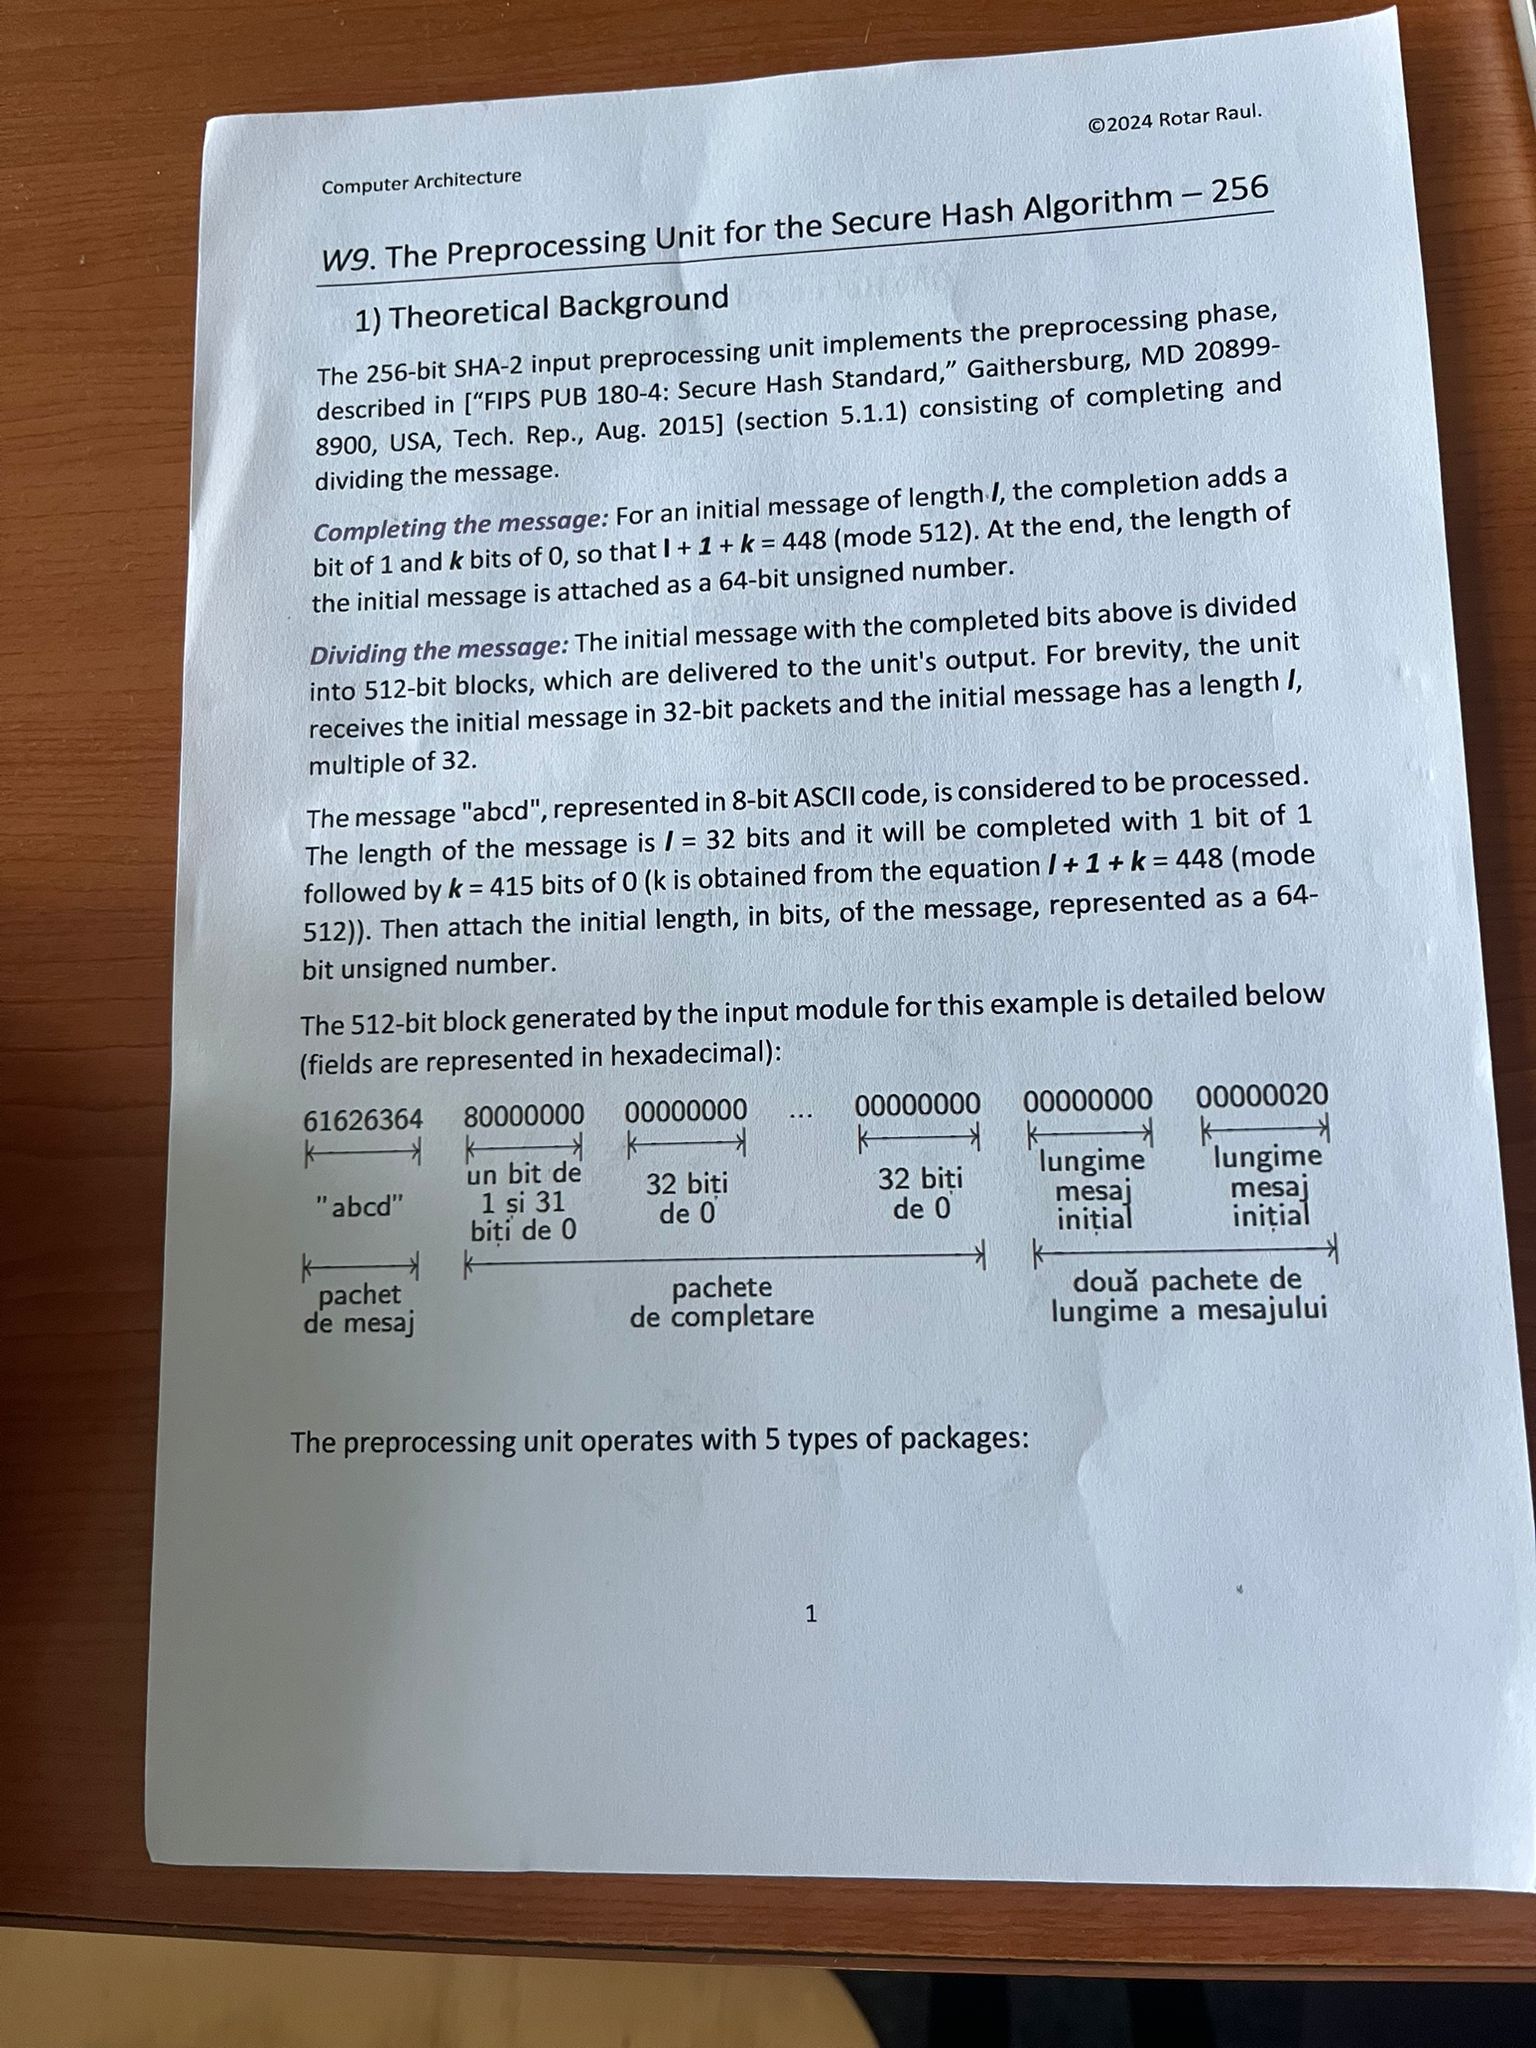 ©2024 Rotar Raul.
Computer Architecture
W9. The Preprocessing Unit for the Secure Hash Algorithm – 256
1) Theoretical Background
The 256-bit SHA-2 input preprocessing unit implements the preprocessing phase,
described in ["FIPS PUB 180-4: Secure Hash Standard," Gaithersburg, MD 20899-
8900, USA, Tech. Rep., Aug. 2015] (section 5.1.1) consisting of completing and
dividing the message.
Completing the message: For an initial message of length l, the completion adds a
bit of 1 and k bits of 0, so that l + 1 + k = 448 (mode 512). At the end, the length of
the initial message is attached as a 64-bit unsigned number.
Dividing the message: The initial message with the completed bits above is divided
into 512-bit blocks, which are delivered to the unit's output. For brevity, the unit
receives the initial message in 32-bit packets and the initial message has a length l,
multiple of 32.
The message "abcd", represented in 8-bit ASCII code, is considered to be processed.
The length of the message is l = 32 bits and it will be completed with 1 bit of 1
followed by k = 415 bits of 0 (k is obtained from the equation l + 1 + k = 448 (mode
512)). Then attach the initial length, in bits, of the message, represented as a 64-
bit unsigned number.
The 512-bit block generated by the input module for this example is detailed below
(fields are represented in hexadecimal):
61626364 80000000 00000000 ... 00000000 00000000 00000020
"abcd"
un bit de
1 și 31
biți de 0
32 biți
de 0
32 biți
de 0
lungime
mesaj
inițial
lungime
mesaj
inițial
pachet
de mesaj
pachete
de completare
două pachete de
lungime a mesajului
The preprocessing unit operates with 5 types of packages:
1